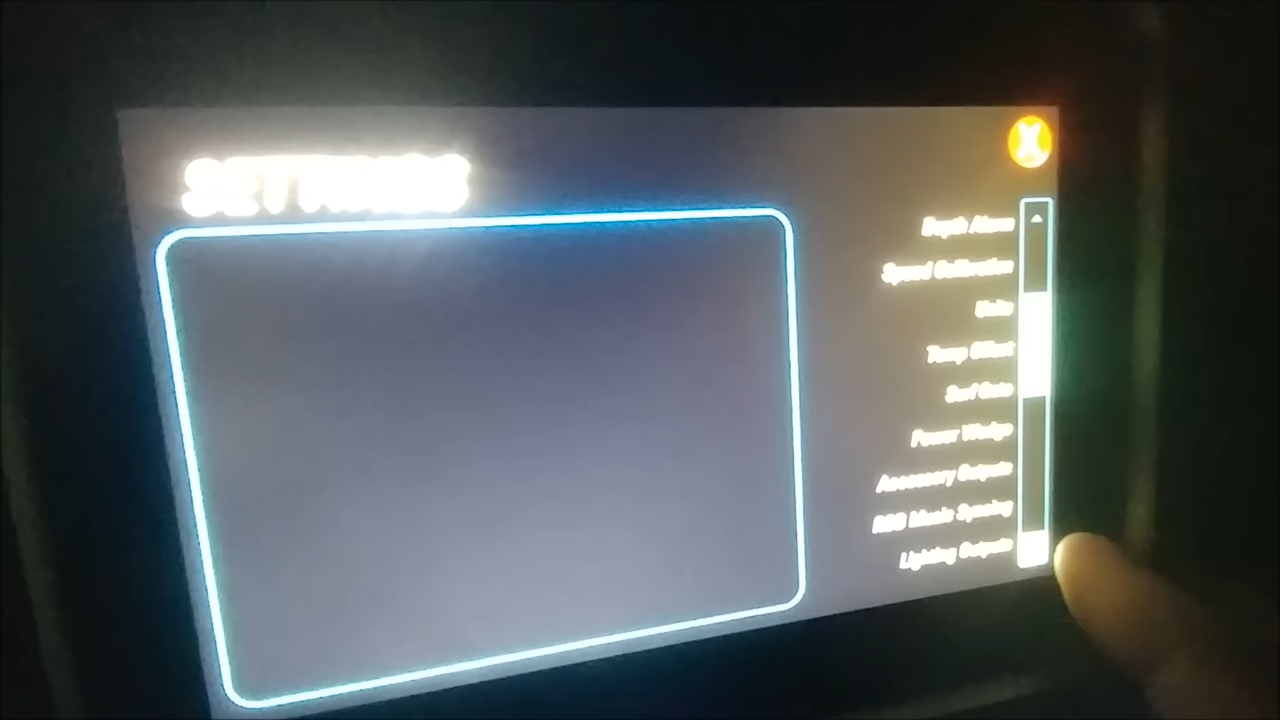 SETTINGS
X
Depth Alarm
Speed Calibration
Units
Temp Offset
Surf Gate
Power Wedge
Accessory Outputs
RGB Music Syncing
Lighting Outputs